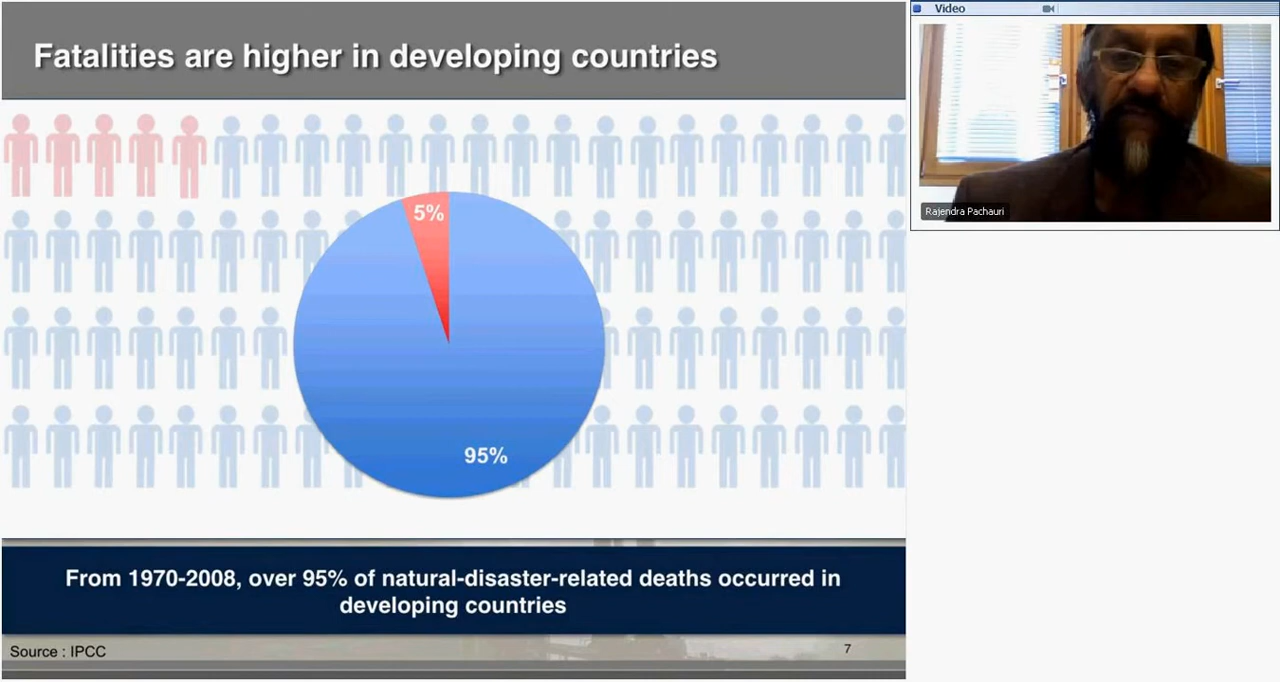 Fatalities are higher in developing countries
5%
95%
From 1970-2008, over 95% of natural-disaster-related deaths occurred in
developing countries
Source : IPCC
7
Video
Rajendra Pachauri